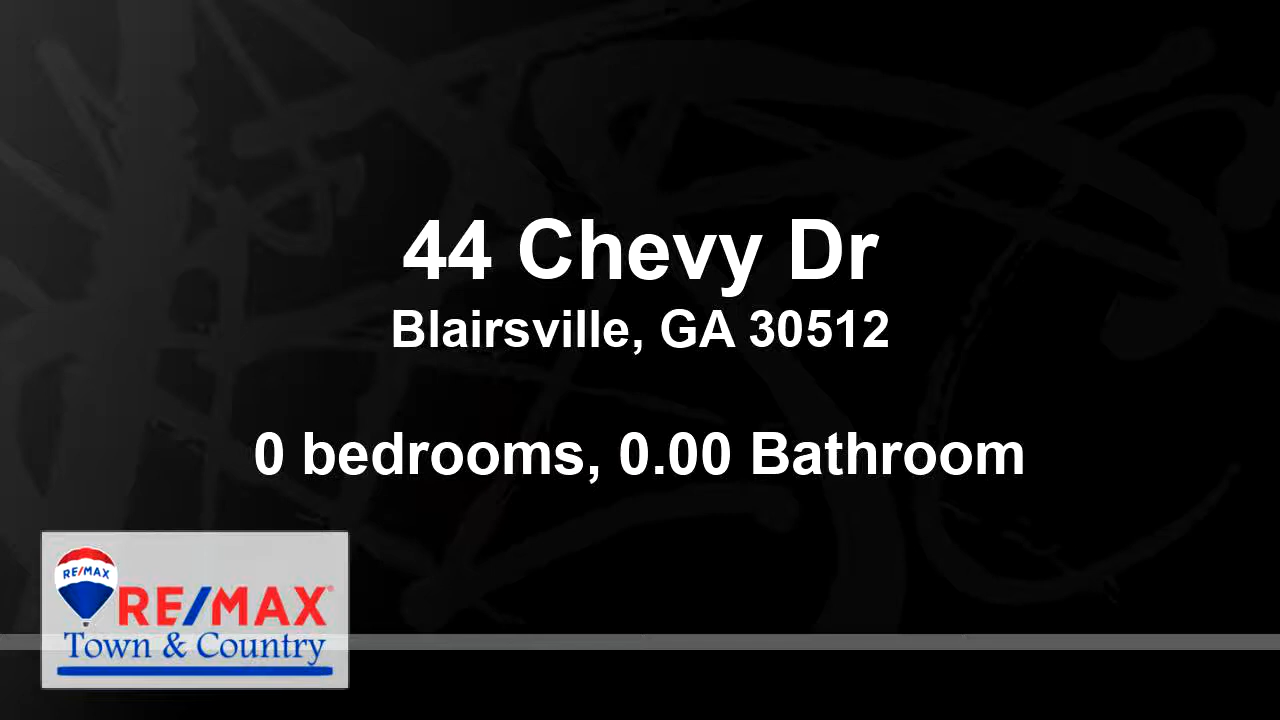 44 Chevy Dr
Blairsville, GA 30512
0 bedrooms, 0.00 Bathroom
RE/MAX
RE/MAX®
Town & Country